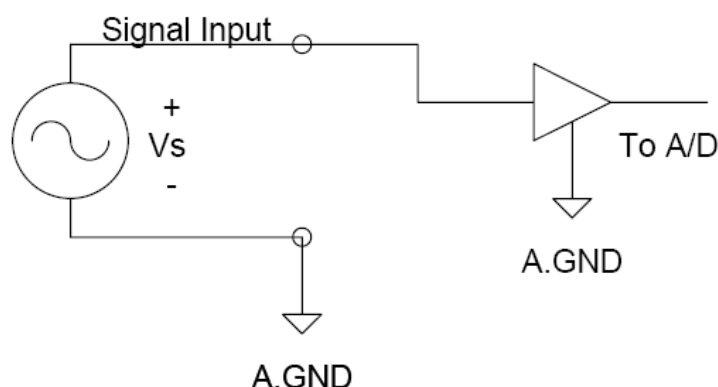 Signal Input
+
Vs
-
To A/D
A.GND
A.GND